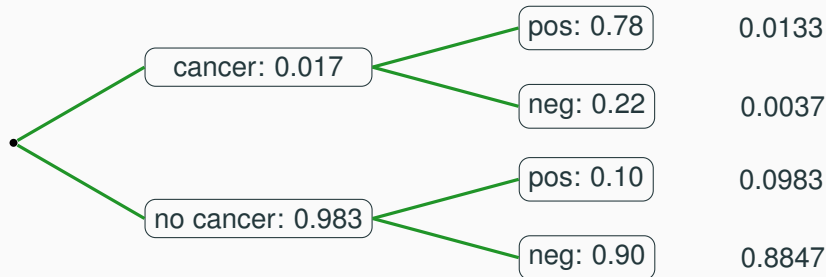 pos: 0.78 0.0133
cancer: 0.017
neg: 0.22 0.0037
pos: 0.10 0.0983
no cancer: 0.983
neg: 0.90 0.8847